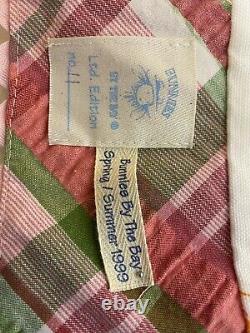 BUNNIES
BY THE BAY ®
Ltd. Edition
no. 11
Bunnies By The Bay®
Spring / Summer 1999